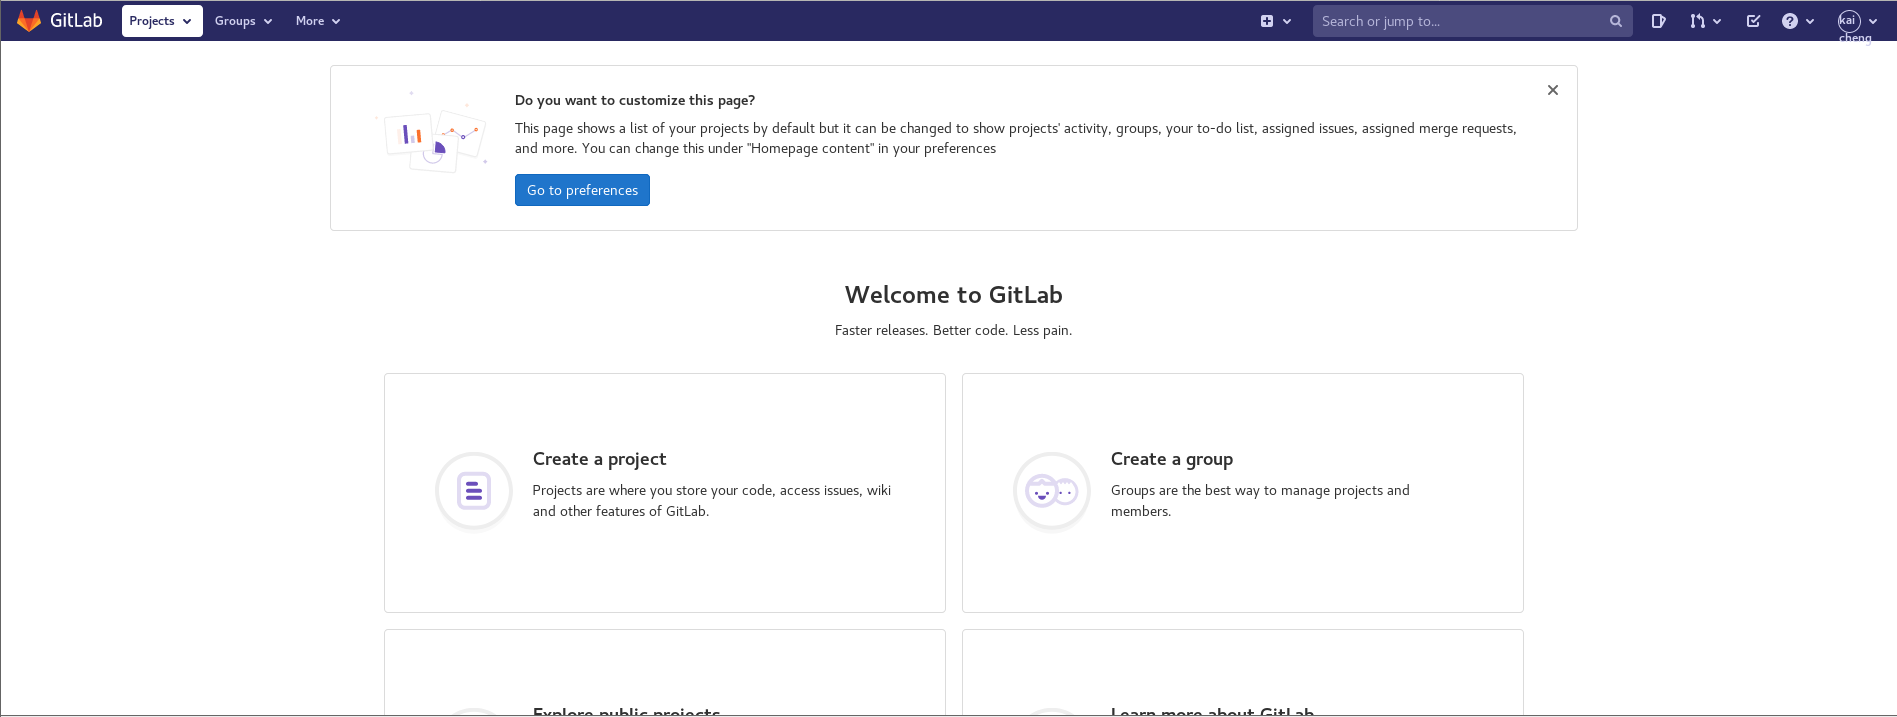 GitLab Projects Groups More Search or jump to... kai
cheng
Do you want to customize this page?
This page shows a list of your projects by default but it can be changed to show projects' activity, groups, your to-do list, assigned issues, assigned merge requests,
and more. You can change this under "Homepage content" in your preferences
Go to preferences
Welcome to GitLab
Faster releases. Better code. Less pain.
Create a project
Projects are where you store your code, access issues, wiki
and other features of GitLab.
Create a group
Groups are the best way to manage projects and
members.
Explore public projects
Learn more about GitLab